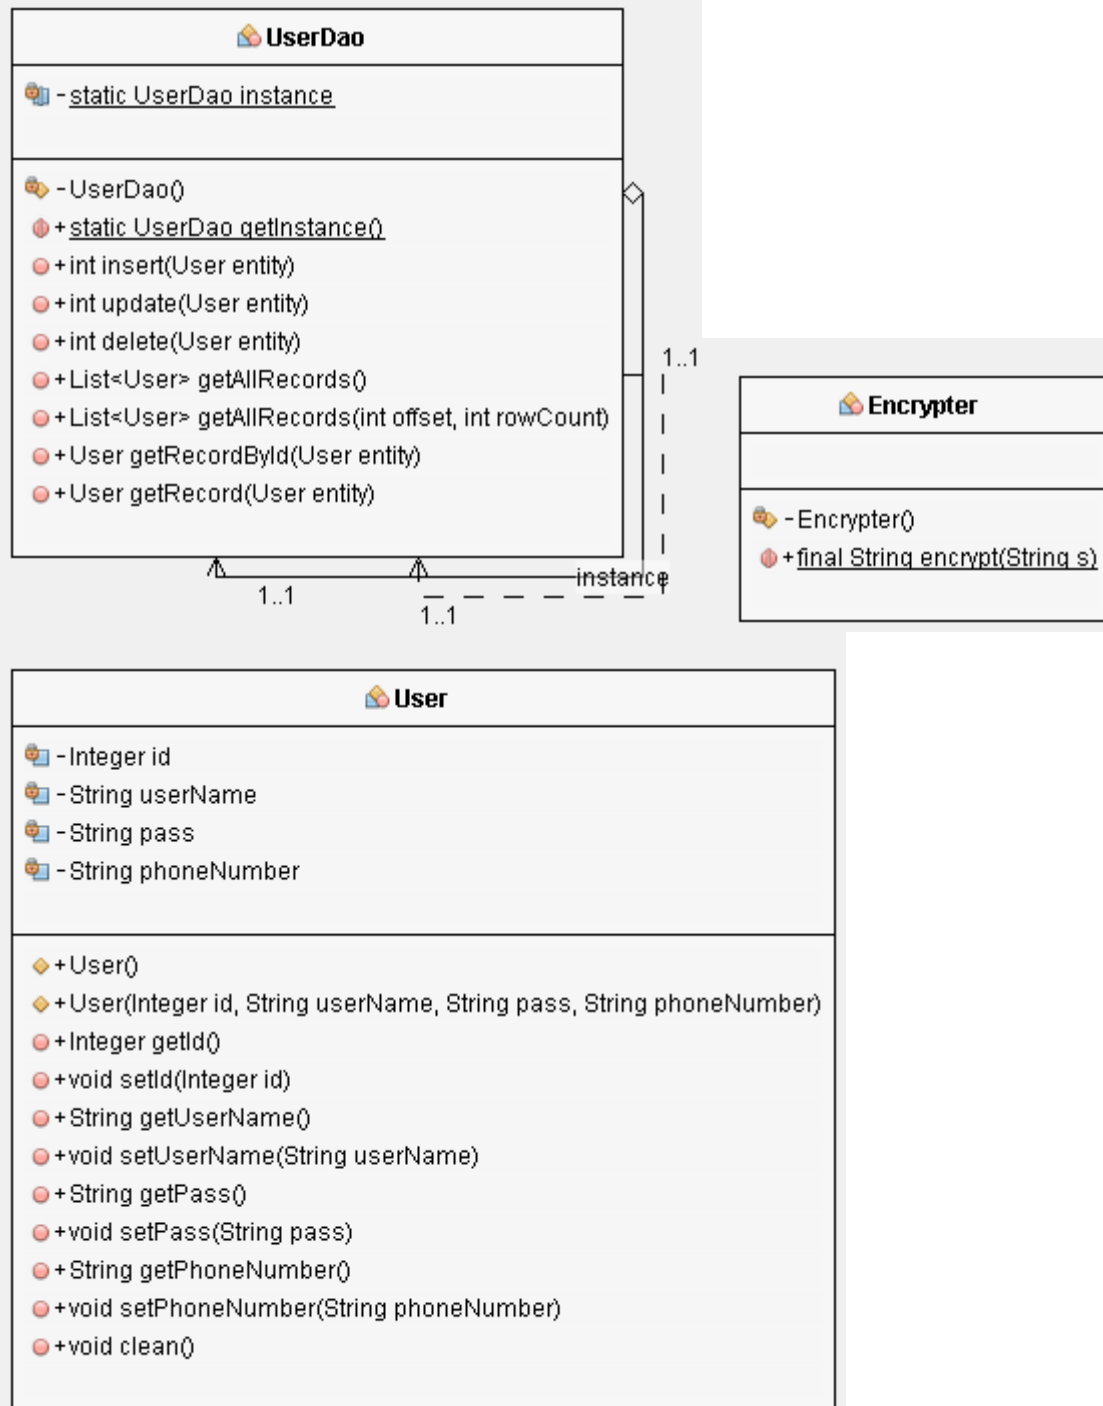 UserDao
-static UserDao instance
-UserDao()
+static UserDao getInstance()
+int insert(User entity)
+int update(User entity)
+int delete(User entity)
+List<User> getAllRecords()
+List<User> getAllRecords(int offset, int rowCount)
+User getRecordById(User entity)
+User getRecord(User entity)
1..1
instance
1..1
1..1
Encrypter
-Encrypter()
+final String encrypt(String s)
User
-Integer id
-String userName
-String pass
-String phoneNumber
+User()
+User(Integer id, String userName, String pass, String phoneNumber)
+Integer getId()
+void setId(Integer id)
+String getUserName()
+void setUserName(String userName)
+String getPass()
+void setPass(String pass)
+String getPhoneNumber()
+void setPhoneNumber(String phoneNumber)
+void clean()